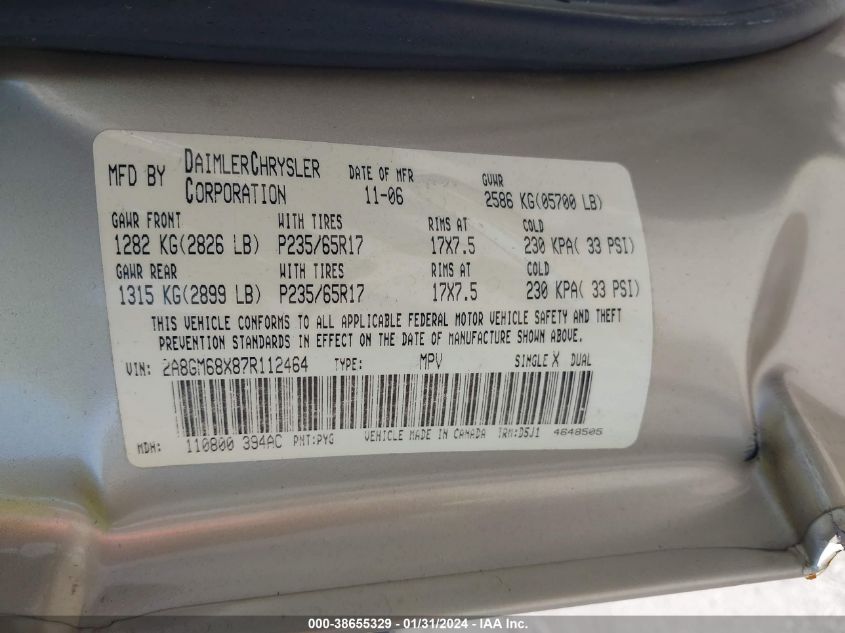 MFD BY DAIMLERCHRYSLER CORPORATION DATE OF MFR 11-06 GVWR 2586 KG(05700 LB)
GAWR FRONT WITH TIRES RIMS AT COLD
1282 KG(2826 LB) P235/65R17 17X7.5 230 KPA( 33 PSI)
GAWR REAR WITH TIRES RIMS AT COLD
1315 KG(2899 LB) P235/65R17 17X7.5 230 KPA( 33 PSI)
THIS VEHICLE CONFORMS TO ALL APPLICABLE FEDERAL MOTOR VEHICLE SAFETY AND THEFT
PREVENTION STANDARDS IN EFFECT ON THE DATE OF MANUFACTURE SHOWN ABOVE.
VIN: 2A8GM68X87R112464 TYPE: MPV SINGLE X DUAL
MDH: 110800 394AC PNT:PYG VEHICLE MADE IN CANADA TRM:D5J1 4648505
000-38655329 - 01/31/2024 - IAA Inc.